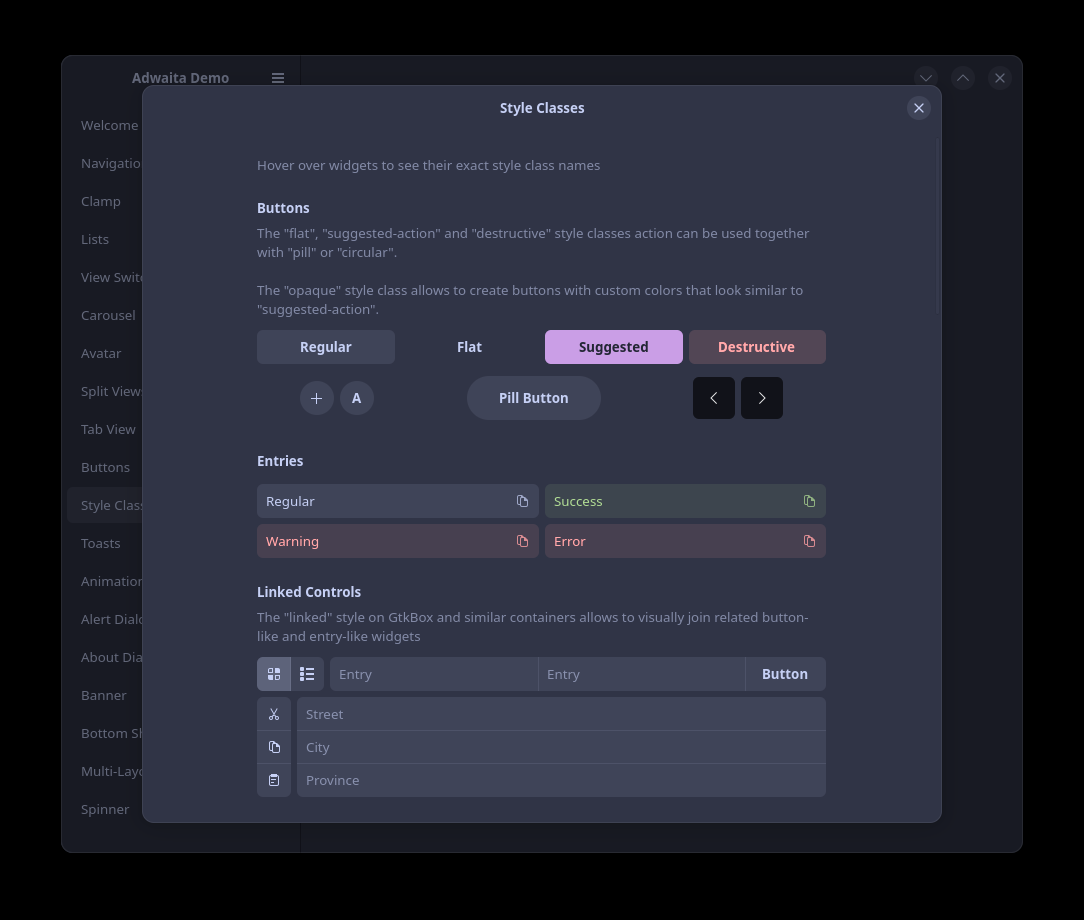 Adwaita Demo
Welcome
Navigatio
Clamp
Lists
View Swit
Carousel
Avatar
Split View
Tab View
Buttons
Style Clas
Toasts
Animation
Alert Dial
About Dia
Banner
Bottom Sh
Multi-Layo
Spinner
Style Classes
Hover over widgets to see their exact style class names
Buttons
The "flat", "suggested-action" and "destructive" style classes action can be used together
with "pill" or "circular".
The "opaque" style class allows to create buttons with custom colors that look similar to
"suggested-action".
Regular
Flat
Suggested
Destructive
A
Pill Button
Entries
Regular
Success
Warning
Error
Linked Controls
The "linked" style on GtkBox and similar containers allows to visually join related button-
like and entry-like widgets
Entry
Entry
Button
Street
City
Province